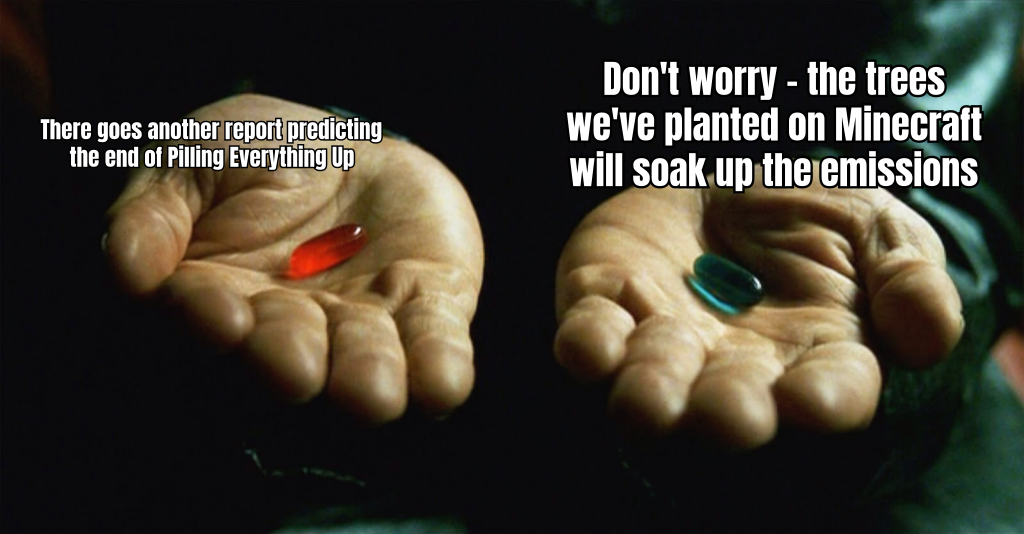 There goes another report predicting
the end of Pilling Everything Up
Don't worry - the trees
we've planted on Minecraft
will soak up the emissions